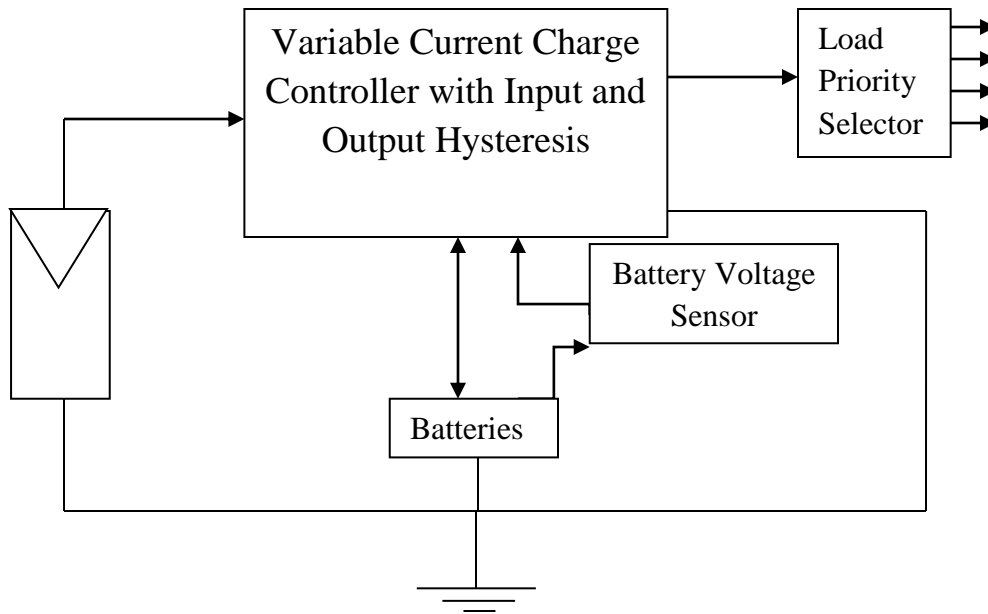 Variable Current Charge
Controller with Input and
Output Hysteresis
Load
Priority
Selector
Battery Voltage
Sensor
Batteries